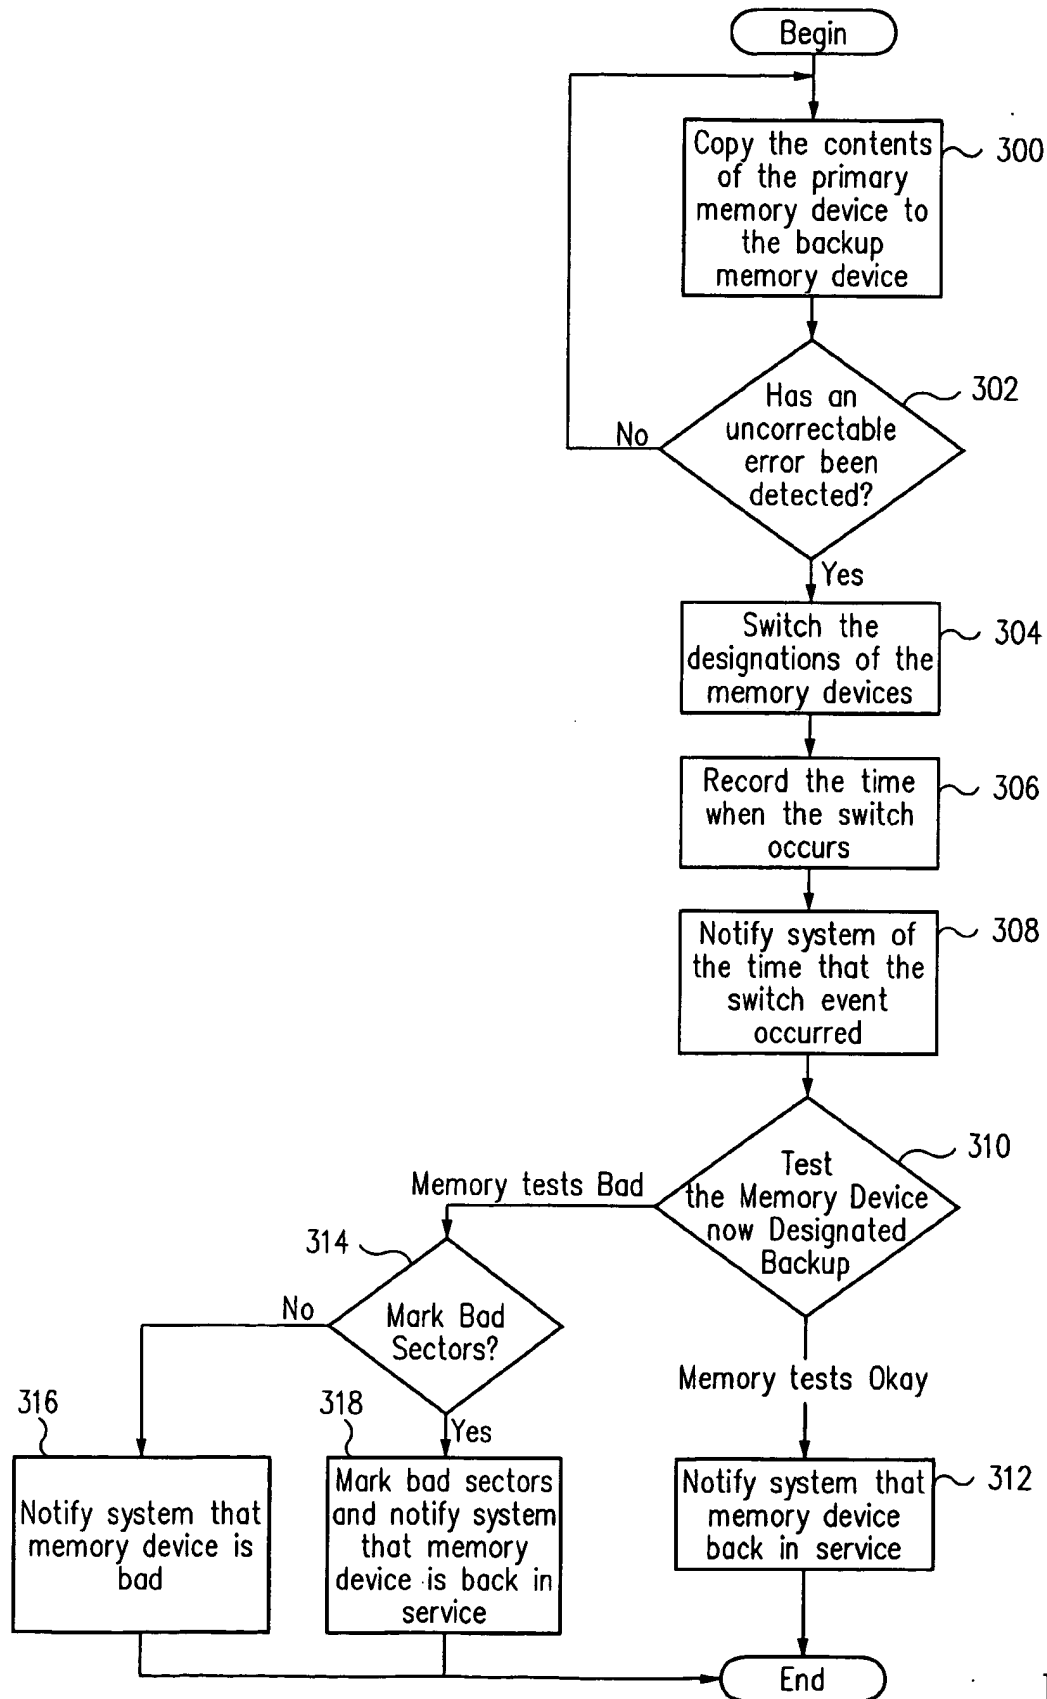 Begin
Copy the contents
of the primary
memory device to
the backup
memory device
300
Has an
uncorrectable
error been
detected?
302
No
Yes
Switch the
designations of the
memory devices
304
Record the time
when the switch
occurs
306
Notify system of
the time that the
switch event
occurred
308
Test
the Memory Device
now Designated
Backup
310
Memory tests Bad
314
Mark Bad
Sectors?
No
Yes
Memory tests Okay
316
Notify system that
memory device is
bad
318
Mark bad sectors
and notify system
that memory
device is back in
service
Notify system that
memory device
back in service
312
End